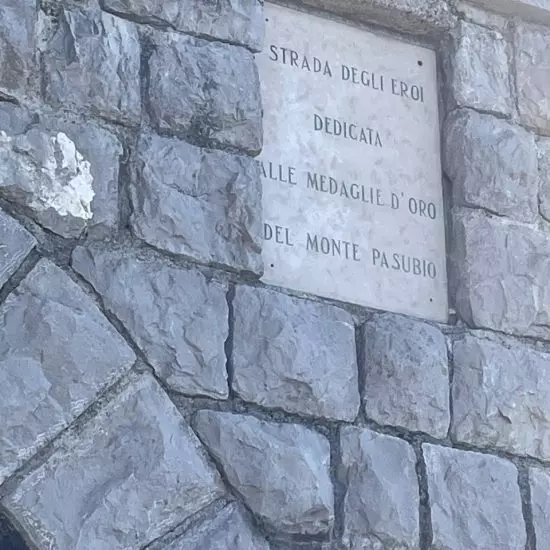 STRADA DEGLI EROI
DEDICATA
ALLE MEDAGLIE D'ORO
DEL MONTE PASUBIO